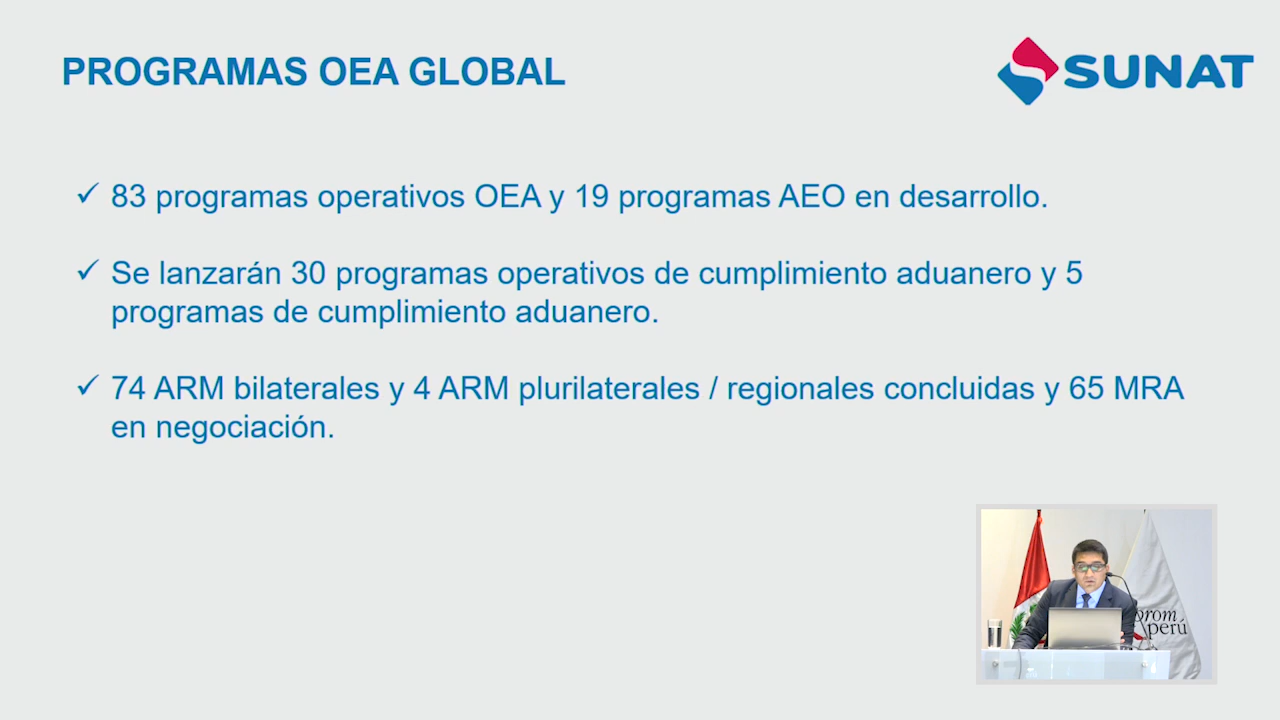 PROGRAMAS OEA GLOBAL
SUNAT
83 programas operativos OEA y 19 programas AEO en desarrollo.
Se lanzarán 30 programas operativos de cumplimiento aduanero y 5
programas de cumplimiento aduanero.
74 ARM bilaterales y 4 ARM plurilaterales / regionales concluidas y 65 MRA
en negociación.
perú